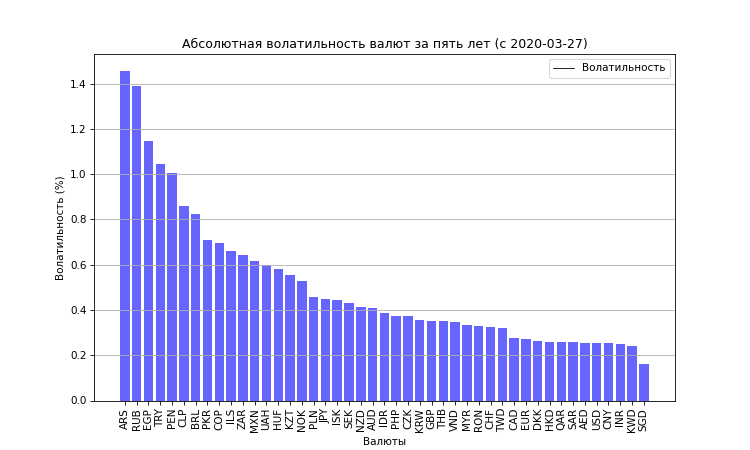 Абсолютная волатильность валют за пять лет (с 2020-03-27)
Волатильность
Волатильность (%)
1.4
1.2
1.0
0.8
0.6
0.4
0.2
0.0
ARS RUB EGP TRY PEN CLP BRL PKR COP ILS ZAR MXN UAH HUF KZT NOK PLN JPY ISK SEK NZD AUD IDR PHP CZK KRW GBP THB VND MYR RON CHF TWD CAD EUR DKK HKD QAR SAR AED USD CNY INR KWD SGD
Валюты